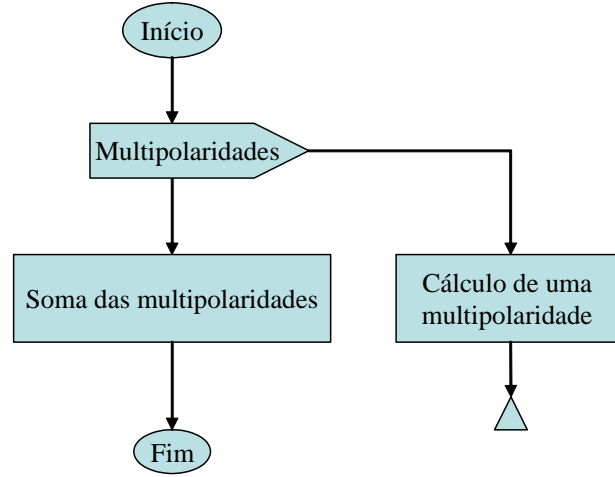 Início
Multipolaridades
Soma das multipolaridades
Cálculo de uma
multipolaridade
Fim